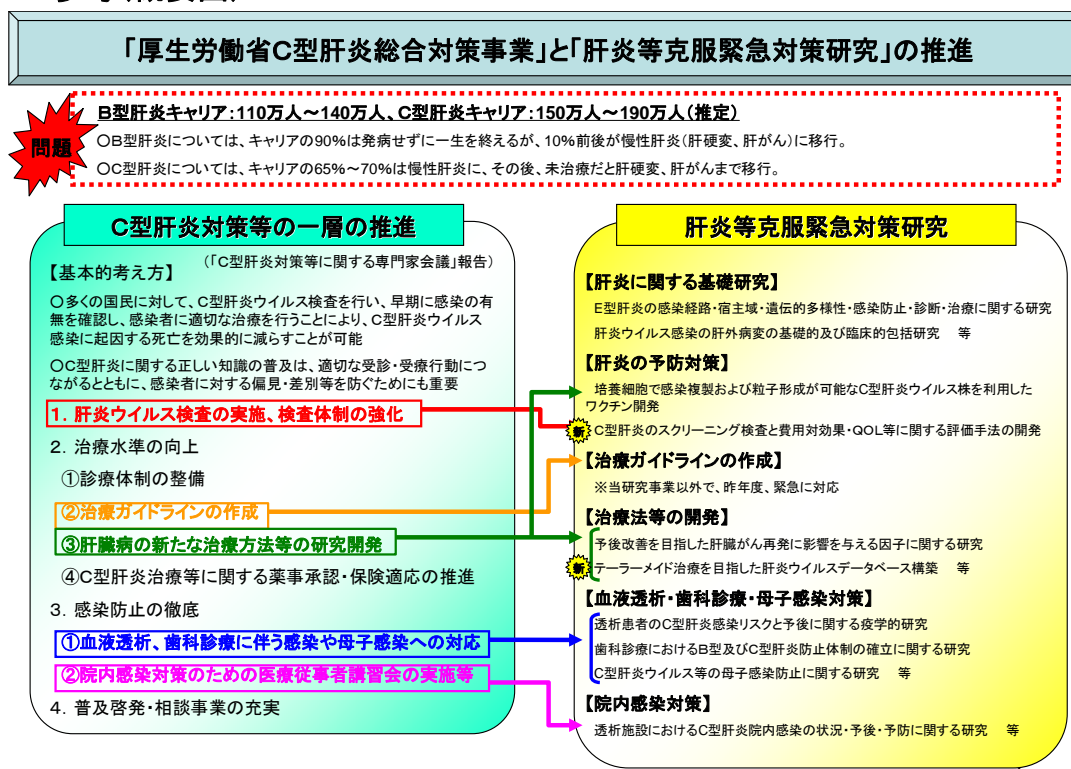 「厚生労働省C型肝炎総合対策事業」と「肝炎等克服緊急対策研究」の推進
問題
B型肝炎キャリア:110万人~140万人、C型肝炎キャリア:150万人~190万人(推定)
○B型肝炎については、キャリアの90%は発病せずに一生を終えるが、10%前後が慢性肝炎(肝硬変、肝がん)に移行。
○C型肝炎については、キャリアの65%~70%は慢性肝炎に、その後、未治療だと肝硬変、肝がんまで移行。
C型肝炎対策等の一層の推進
【基本的考え方】
(「C型肝炎対策等に関する専門家会議」報告)
○多くの国民に対して、C型肝炎ウイルス検査を行い、早期に感染の有
無を確認し、感染者に適切な治療を行うことにより、C型肝炎ウイルス
感染に起因する死亡を効果的に減らすことが可能
○C型肝炎に関する正しい知識の普及は、適切な受診・受療行動につ
ながるとともに、感染者に対する偏見・差別等を防ぐためにも重要
1.肝炎ウイルス検査の実施、検査体制の強化
2.治療水準の向上
①診療体制の整備
②治療ガイドラインの作成
③肝臓病の新たな治療方法等の研究開発
④C型肝炎治療等に関する薬事承認・保険適応の推進
3.感染防止の徹底
①血液透析、歯科診療に伴う感染や母子感染への対応
②院内感染対策のための医療従事者講習会の実施等
4.普及啓発・相談事業の充実
肝炎等克服緊急対策研究
【肝炎に関する基礎研究】
E型肝炎の感染経路・宿主域・遺伝的多様性・感染防止・診断・治療に関する研究
肝炎ウイルス感染の肝外病変の基礎的及び臨床的包括研究 等
【肝炎の予防対策】
培養細胞で感染複製および粒子形成が可能なC型肝炎ウイルス株を利用した
ワクチン開発
新 C型肝炎のスクリーニング検査と費用対効果・QOL等に関する評価手法の開発
【治療ガイドラインの作成】
※当研究事業以外で、昨年度、緊急に対応
【治療法等の開発】
予後改善を目指した肝臓がん再発に影響を与える因子に関する研究
新 テーラーメイド治療を目指した肝炎ウイルスデータベース構築 等
【血液透析・歯科診療・母子感染対策】
透析患者のC型肝炎感染リスクと予後に関する疫学的研究
歯科診療におけるB型及びC型肝炎防止体制の確立に関する研究
C型肝炎ウイルス等の母子感染防止に関する研究 等
【院内感染対策】
透析施設におけるC型肝炎院内感染の状況・予後・予防に関する研究 等